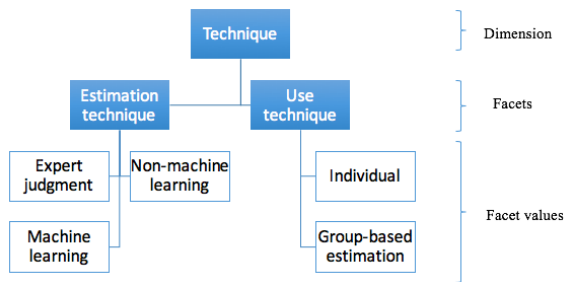 Technique
Dimension
Estimation
technique
Use
technique
Facets
Expert
judgment
Non-machine
learning
Individual
Machine
learning
Group-based
estimation
Facet values